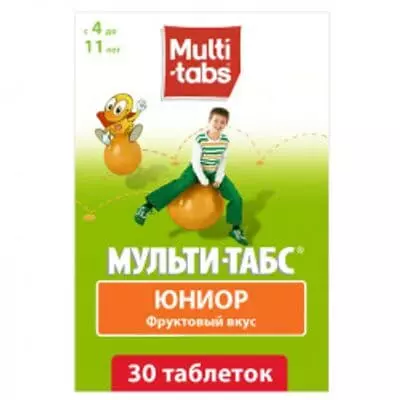 с 4 до
11 лет
Multi
-tabs®
МУЛЬТИ-ТАБС®
ЮНИОР
Фруктовый вкус
30 таблеток